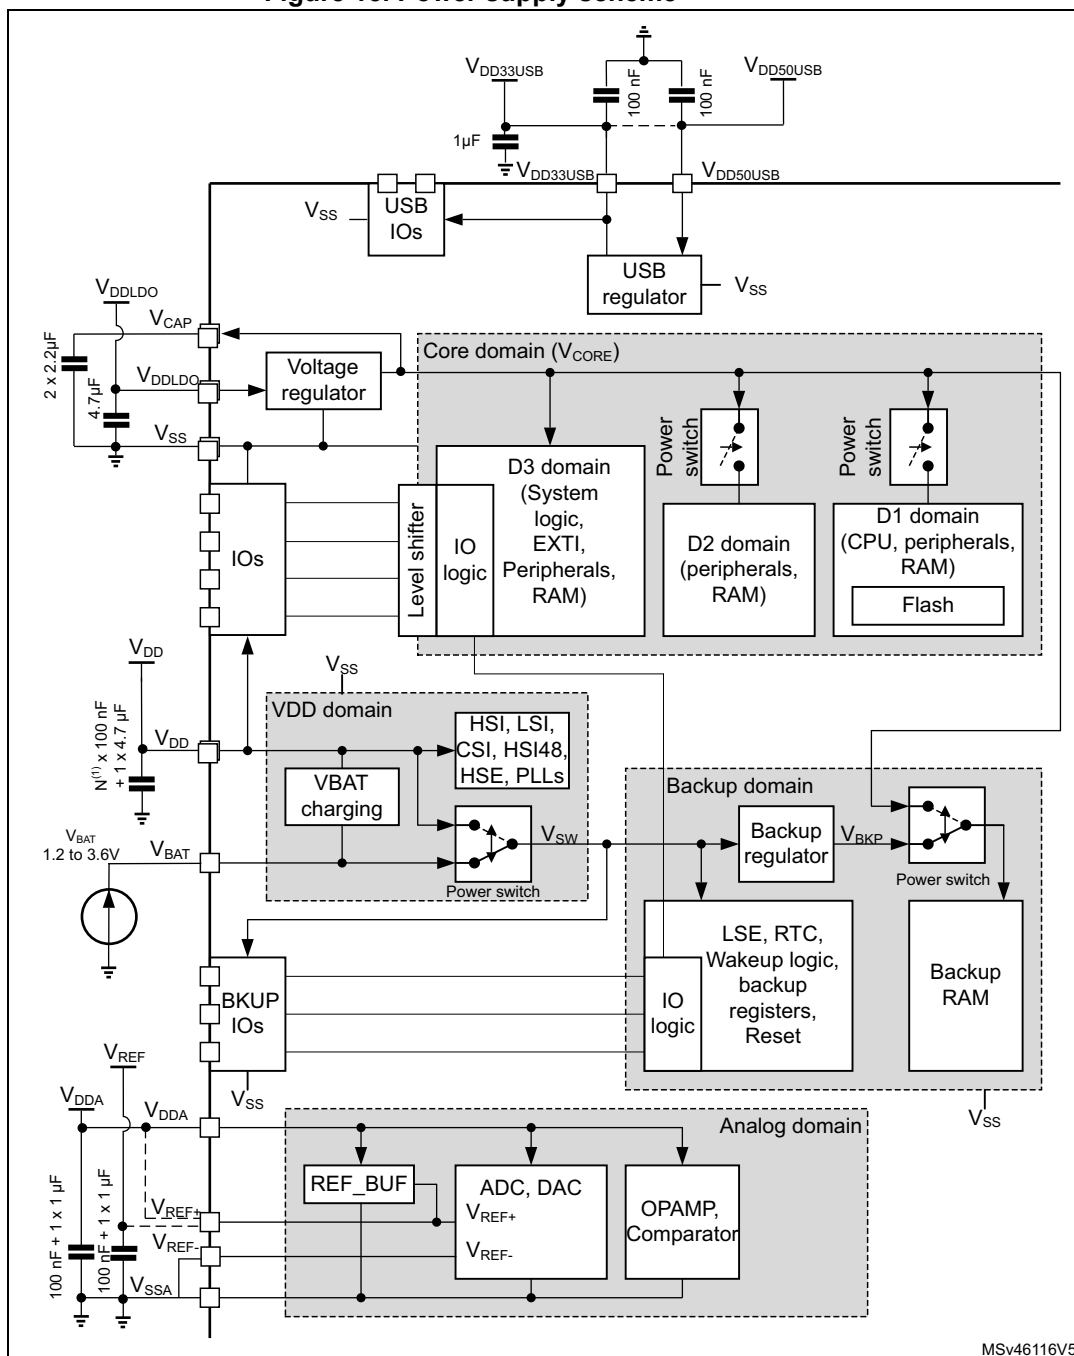 VDD33USB
100 nF
100 nF
VDD50USB
1µF
VDD33USB
VDD50USB
VSS
USB
IOs
USB
regulator
VSS
VDDLDO
VCAP
2 x 2.2µF
4.7µF
VDDLDO
VSS
Voltage
regulator
Core domain (VCORE)
Power
switch
Power
switch
D3 domain
(System
logic,
EXTI,
Peripherals,
RAM)
D2 domain
(peripherals,
RAM)
D1 domain
(CPU, peripherals,
RAM)
Flash
IOs
Level shifter
IO
logic
VDD
VDD
N(1) x 100 nF
+ 1 x 4.7 µF
VSS
VDD domain
HSI, LSI,
CSI, HSI48,
HSE, PLLs
VBAT
charging
VBAT
1.2 to 3.6V
VBAT
Power switch
VSW
Backup domain
Backup
regulator
VBKP
Power switch
LSE, RTC,
Wakeup logic,
backup
registers,
Reset
IO
logic
Backup
RAM
VSS
BKUP
IOs
VSS
VREF
VDDA
VDDA
100 nF + 1 x 1 µF
100 nF + 1 x 1 µF
VREF+
VREF-
VSSA
Analog domain
REF_BUF
ADC, DAC
VREF+
VREF-
OPAMP,
Comparator
MSv46116V5